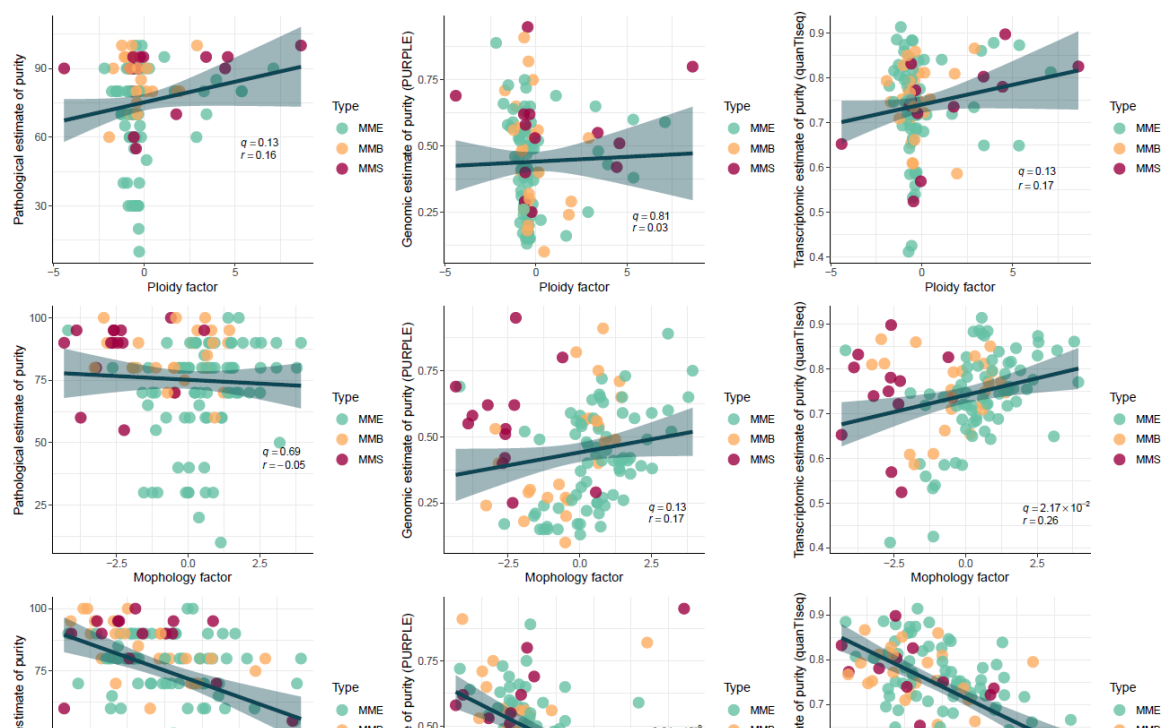 Pathological estimate of purity
90
60
30
−5
0
5
Ploidy factor
q = 0.13
r = 0.16
Type
MME
MMB
MMS
Genomic estimate of purity (PURPLE)
0.75
0.50
0.25
−5
0
5
Ploidy factor
q = 0.81
r = 0.03
Type
MME
MMB
MMS
Transcriptomic estimate of purity (quanTIseq)
0.9
0.8
0.7
0.6
0.5
0.4
−5
0
5
Ploidy factor
q = 0.13
r = 0.17
Type
MME
MMB
MMS
Pathological estimate of purity
100
75
50
25
−2.5
0.0
2.5
Mophology factor
q = 0.69
r = −0.05
Type
MME
MMB
MMS
Genomic estimate of purity (PURPLE)
0.75
0.50
0.25
−2.5
0.0
2.5
Mophology factor
q = 0.13
r = 0.17
Type
MME
MMB
MMS
Transcriptomic estimate of purity (quanTIseq)
0.9
0.8
0.7
0.6
0.5
0.4
−2.5
0.0
2.5
Mophology factor
q = 2.17 × 10⁻²
r = 0.26
Type
MME
MMB
MMS
estimate of purity
100
75
Type
MME
of purity (PURPLE)
0.75
0.50
Type
MME
of purity (quanTIseq)
0.9
0.8
0.7
Type
MME